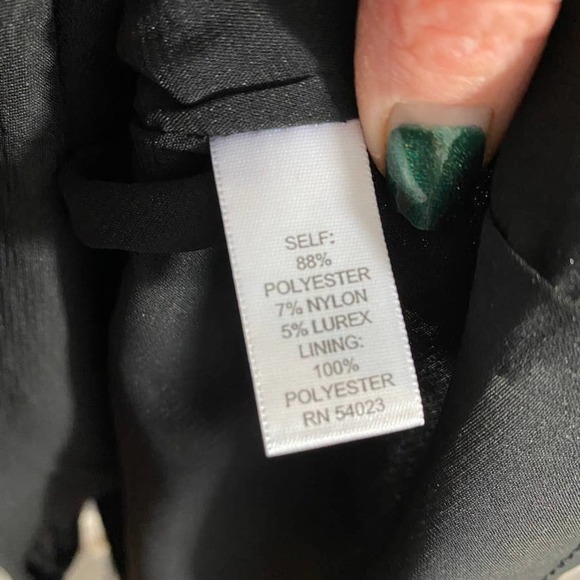 SELF:
88%
POLYESTER
7% NYLON
5% LUREX
LINING:
100%
POLYESTER
RN 54023